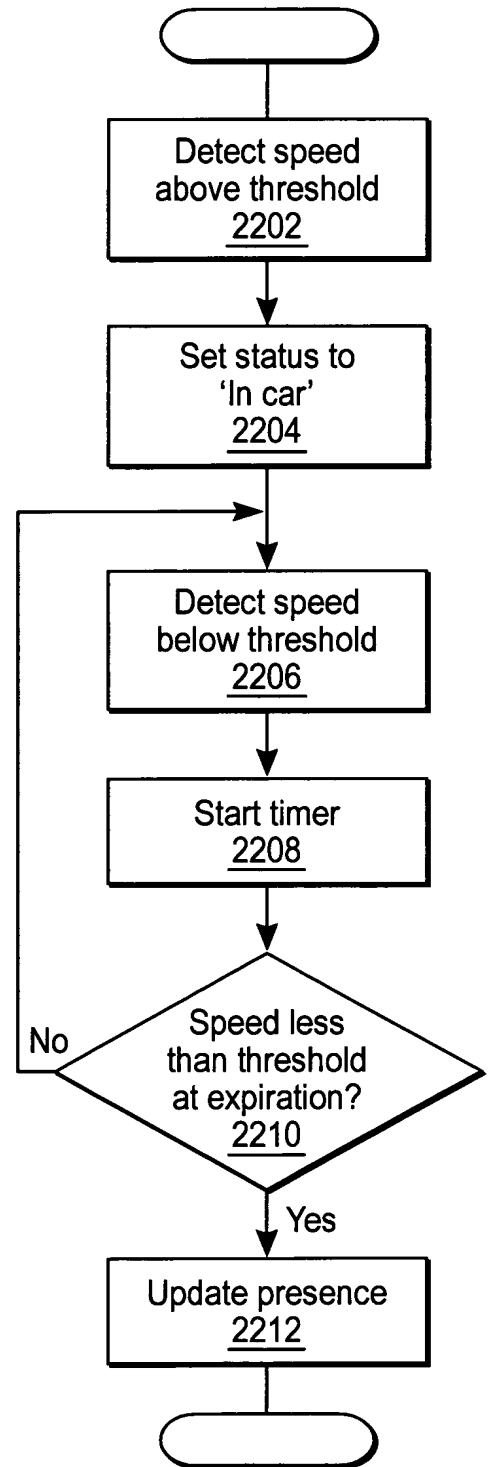 Detect speed
above threshold
2202
Set status to
‘In car’
2204
Detect speed
below threshold
2206
Start timer
2208
Speed less
than threshold
at expiration?
2210
No
Yes
Update presence
2212